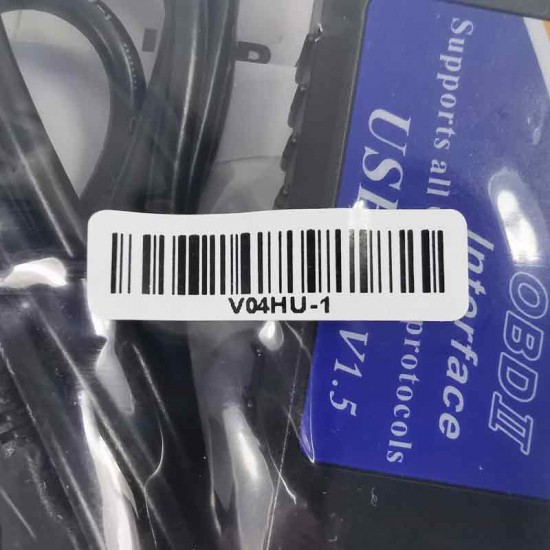 V04HU-1
OBDII
Interface
USB V1.5
Supports all protocols